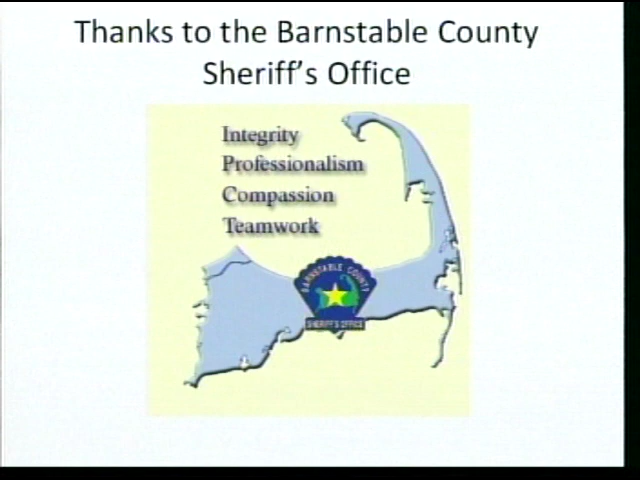 Thanks to the Barnstable County
Sheriff's Office
Integrity
Professionalism
Compassion
Teamwork
BARNSTABLE COUNTY
SHERIFF'S OFFICE